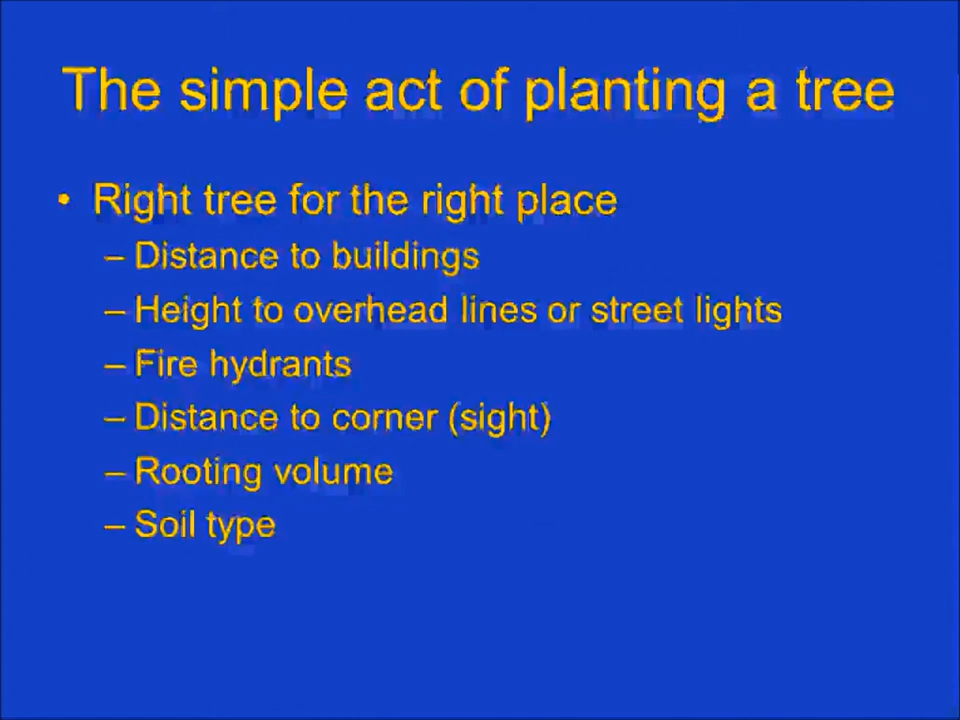 The simple act of planting a tree
• Right tree for the right place
– Distance to buildings
– Height to overhead lines or street lights
– Fire hydrants
– Distance to corner (sight)
– Rooting volume
– Soil type